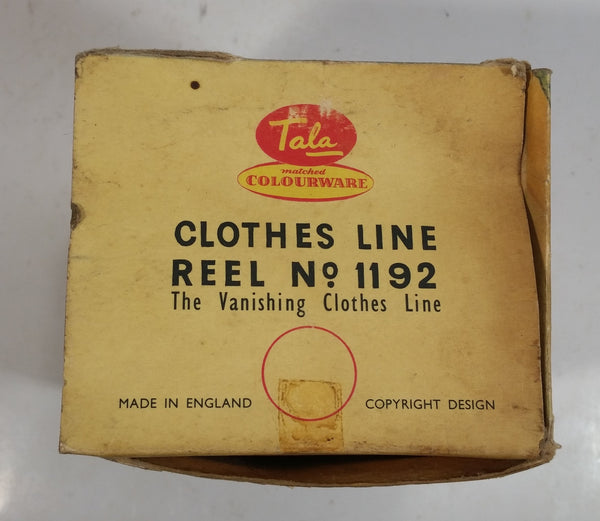 Tala
matched
COLOURWARE
CLOTHES LINE
REEL Nº 1192
The Vanishing Clothes Line
MADE IN ENGLAND COPYRIGHT DESIGN